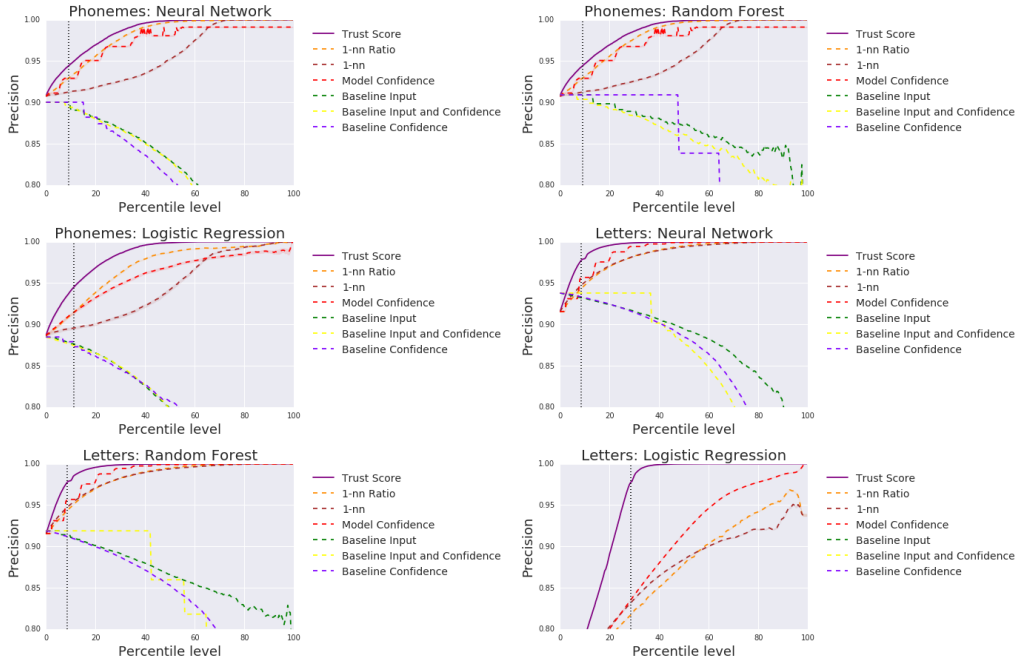 Phonemes: Neural Network
1.00
0.95
0.90
0.85
0.80
Precision
0 20 40 60 80 100
Percentile level
Trust Score
1-nn Ratio
1-nn
Model Confidence
Baseline Input
Baseline Input and Confidence
Baseline Confidence
Phonemes: Random Forest
1.00
0.95
0.90
0.85
0.80
Precision
0 20 40 60 80 100
Percentile level
Trust Score
1-nn Ratio
1-nn
Model Confidence
Baseline Input
Baseline Input and Confidence
Baseline Confidence
Phonemes: Logistic Regression
1.00
0.95
0.90
0.85
0.80
Precision
0 20 40 60 80 100
Percentile level
Trust Score
1-nn Ratio
1-nn
Model Confidence
Baseline Input
Baseline Input and Confidence
Baseline Confidence
Letters: Neural Network
1.00
0.95
0.90
0.85
0.80
Precision
0 20 40 60 80 100
Percentile level
Trust Score
1-nn Ratio
1-nn
Model Confidence
Baseline Input
Baseline Input and Confidence
Baseline Confidence
Letters: Random Forest
1.00
0.95
0.90
0.85
0.80
Precision
0 20 40 60 80 100
Percentile level
Trust Score
1-nn Ratio
1-nn
Model Confidence
Baseline Input
Baseline Input and Confidence
Baseline Confidence
Letters: Logistic Regression
1.00
0.95
0.90
0.85
0.80
Precision
0 20 40 60 80 100
Percentile level
Trust Score
1-nn Ratio
1-nn
Model Confidence
Baseline Input
Baseline Input and Confidence
Baseline Confidence